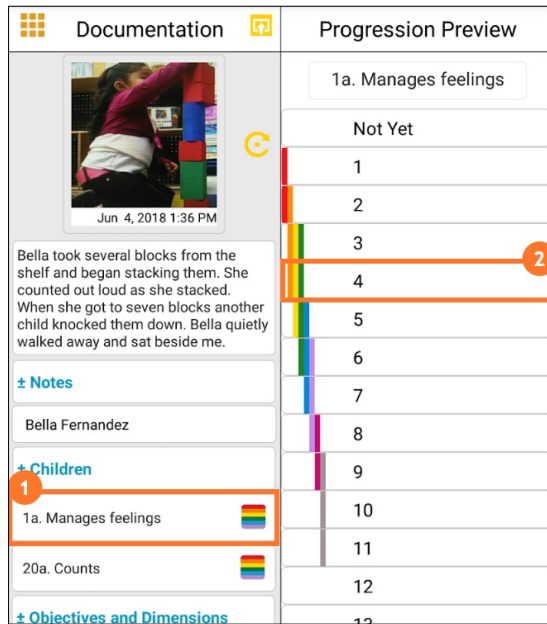 Documentation
Jun 4, 2018 1:36 PM
Bella took several blocks from the
shelf and began stacking them. She
counted out loud as she stacked.
When she got to seven blocks another
child knocked them down. Bella quietly
walked away and sat beside me.
± Notes
Bella Fernandez
± Children
1
1a. Manages feelings
20a. Counts
± Objectives and Dimensions
Progression Preview
1a. Manages feelings
Not Yet
1
2
3
2
4
5
6
7
8
9
10
11
12
13